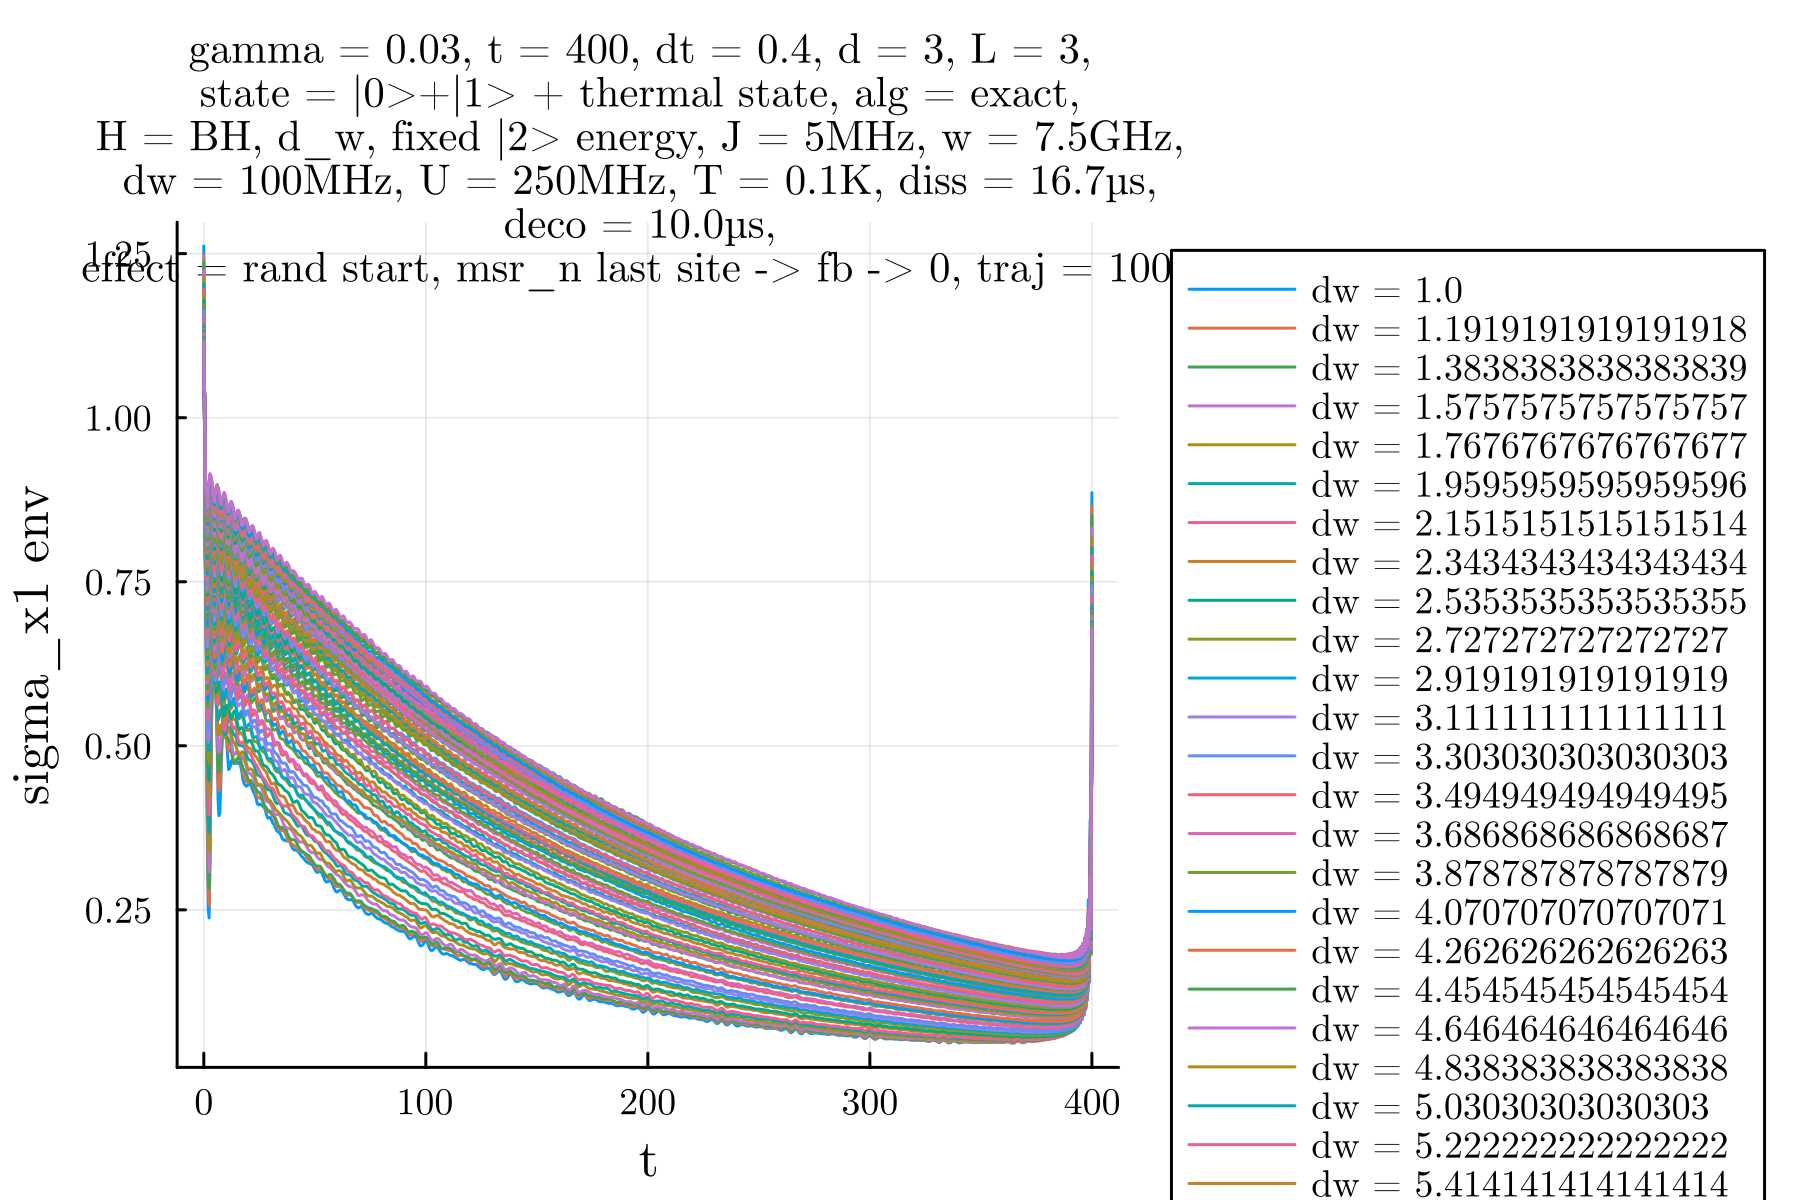 gamma = 0.03, t = 400, dt = 0.4, d = 3, L = 3,
state = |0>+|1> + thermal state, alg = exact,
H = BH, d_w, fixed |2> energy, J = 5MHz, w = 7.5GHz,
dw = 100MHz, U = 250MHz, T = 0.1K, diss = 16.7µs,
deco = 10.0µs,
effect = rand start, msr_n last site -> fb -> 0, traj = 100
1.25
1.00
0.75
0.50
0.25
sigma_x1 env
0 100 200 300 400
t
dw = 1.0
dw = 1.1919191919191918
dw = 1.3838383838383839
dw = 1.5757575757575757
dw = 1.7676767676767677
dw = 1.9595959595959596
dw = 2.1515151515151514
dw = 2.3434343434343434
dw = 2.5353535353535355
dw = 2.727272727272727
dw = 2.919191919191919
dw = 3.111111111111111
dw = 3.303030303030303
dw = 3.494949494949495
dw = 3.686868686868687
dw = 3.878787878787879
dw = 4.070707070707071
dw = 4.262626262626263
dw = 4.454545454545454
dw = 4.646464646464646
dw = 4.838383838383838
dw = 5.03030303030303
dw = 5.222222222222222
dw = 5.414141414141414